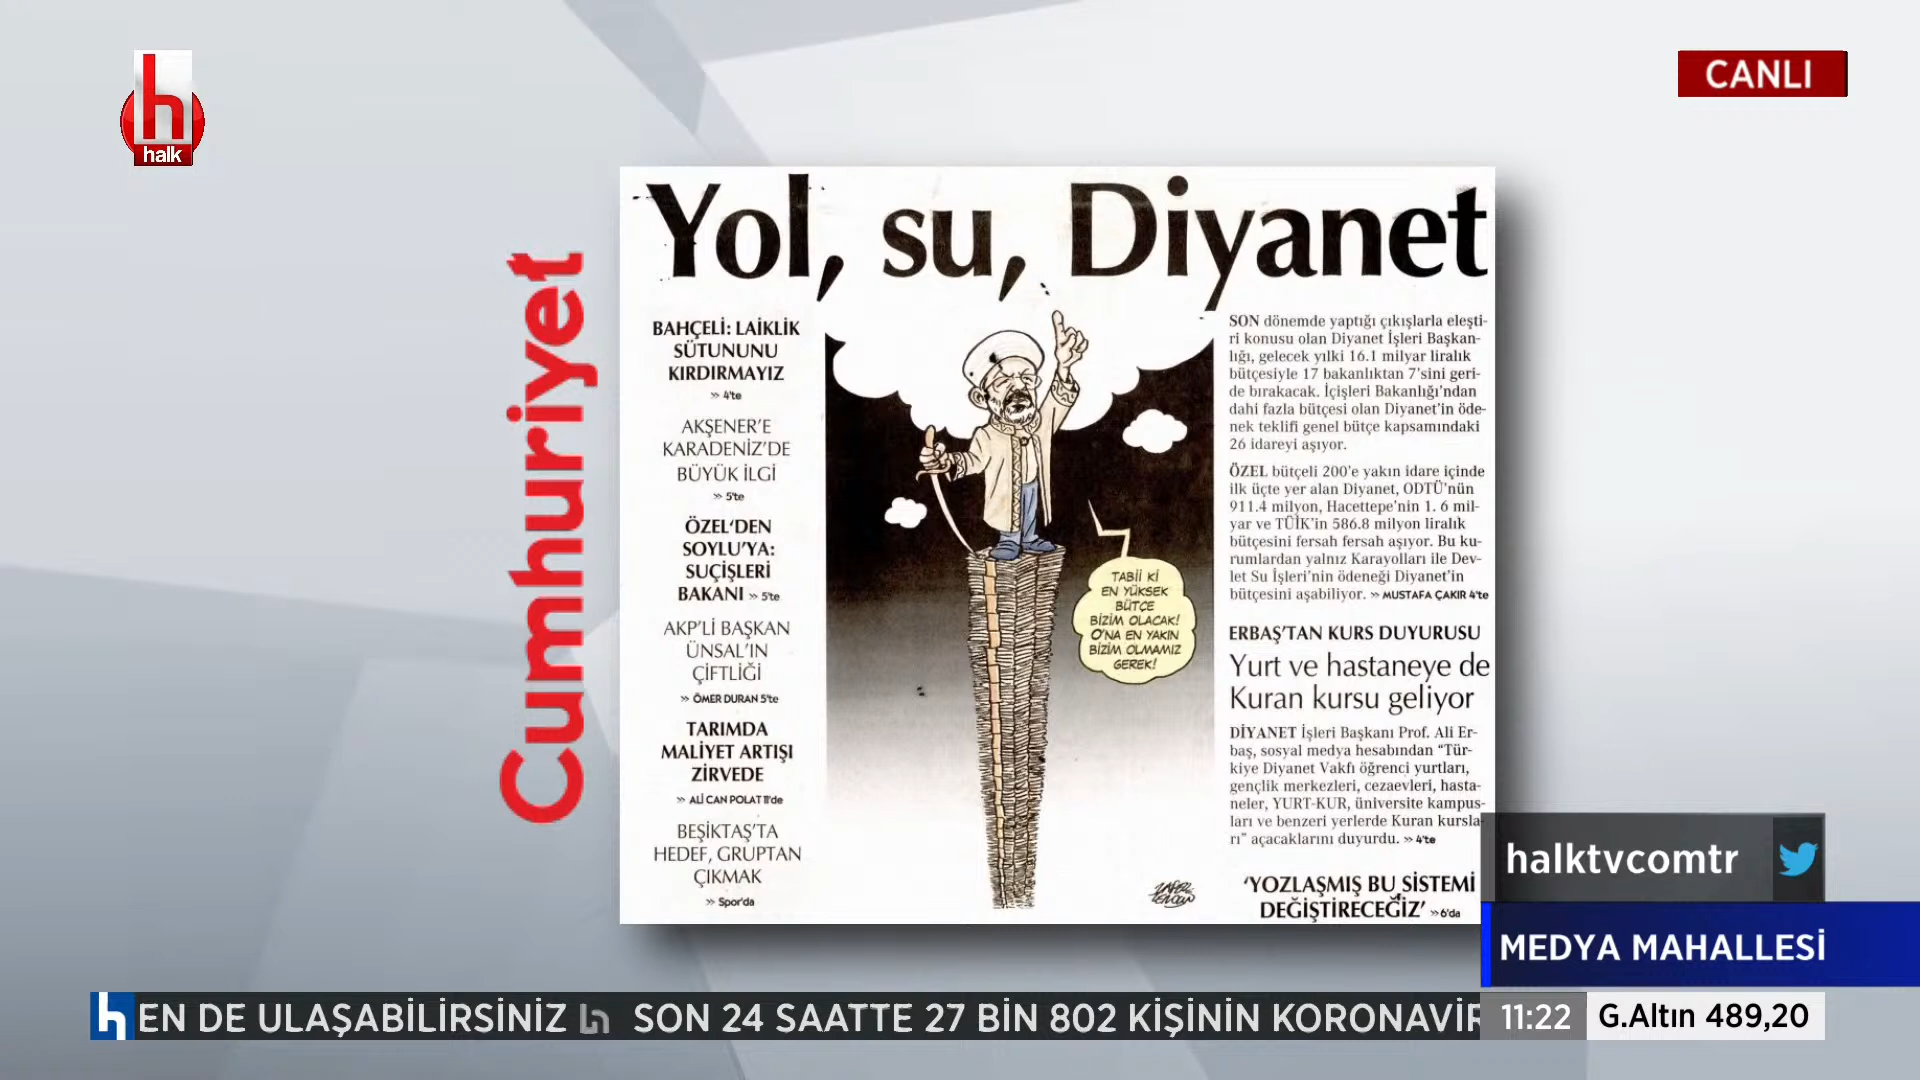 h
halk
CANLI
Cumhuriyet
Yol, su, Diyanet
BAHÇELİ: LAİKLİK
SÜTUNUNU
KIRDIRMAYIZ
» 4'te
AKŞENER'E
KARADENİZ'DE
BÜYÜK İLGİ
» 5'te
ÖZEL'DEN
SOYLU'YA:
SUÇİŞLERİ
BAKANI » 5'te
AKP'Lİ BAŞKAN
ÜNSAL'IN
ÇİFTLİĞİ
» ÖMER DURAN 5'te
TARIMDA
MALİYET ARTIŞI
ZİRVEDE
» ALİ CAN POLAT 11'de
BEŞİKTAŞ'TA
HEDEF, GRUPTAN
ÇIKMAK
» Spor'da
TABİİ Kİ
EN YÜKSEK
BÜTÇE
BİZİM OLACAK!
O'NA EN YAKIN
BİZİM OLMAMIZ
GEREK!
SON dönemde yaptığı çıkışlarla eleşti-
ri konusu olan Diyanet İşleri Başkan-
lığı, gelecek yılki 16.1 milyar liralık
bütçesiyle 17 bakanlıktan 7'sini geri-
de bırakacak. İçişleri Bakanlığı'ndan
dahi fazla bütçesi olan Diyanet'in öde-
nek teklifi genel bütçe kapsamındaki
26 idareyi aşıyor.
ÖZEL bütçeli 200'e yakın idare içinde
ilk üçte yer alan Diyanet, ODTÜ'nün
911.4 milyon, Hacettepe'nin 1. 6 mil-
yar ve TÜİK'in 586.8 milyon liralık
bütçesini fersah fersah aşıyor. Bu ku-
rumlardan yalnız Karayolları ile Dev-
let Su İşleri'nin ödeneği Diyanet'in
bütçesini aşabiliyor. » MUSTAFA ÇAKIR 4'te
ERBAŞ'TAN KURS DUYURUSU
Yurt ve hastaneye de
Kuran kursu geliyor
DİYANET İşleri Başkanı Prof. Ali Er-
baş, sosyal medya hesabından “Tür-
kiye Diyanet Vakfı öğrenci yurtları,
gençlik merkezleri, cezaevleri, hasta-
neler, YURT-KUR, üniversite kampus-
ları ve benzeri yerlerde Kuran kursla-
rı” açacaklarını duyurdu. » 4'te
‘YOZLAŞMIŞ BU SİSTEMİ
DEĞİŞTİRECEĞİZ’ » 6'da
halktvcomtr
MEDYA MAHALLESİ
h EN DE ULAŞABİLİRSİNİZ h SON 24 SAATTE 27 BİN 802 KİŞİNİN KORONAVİR
11:22 G.Altın 489,20